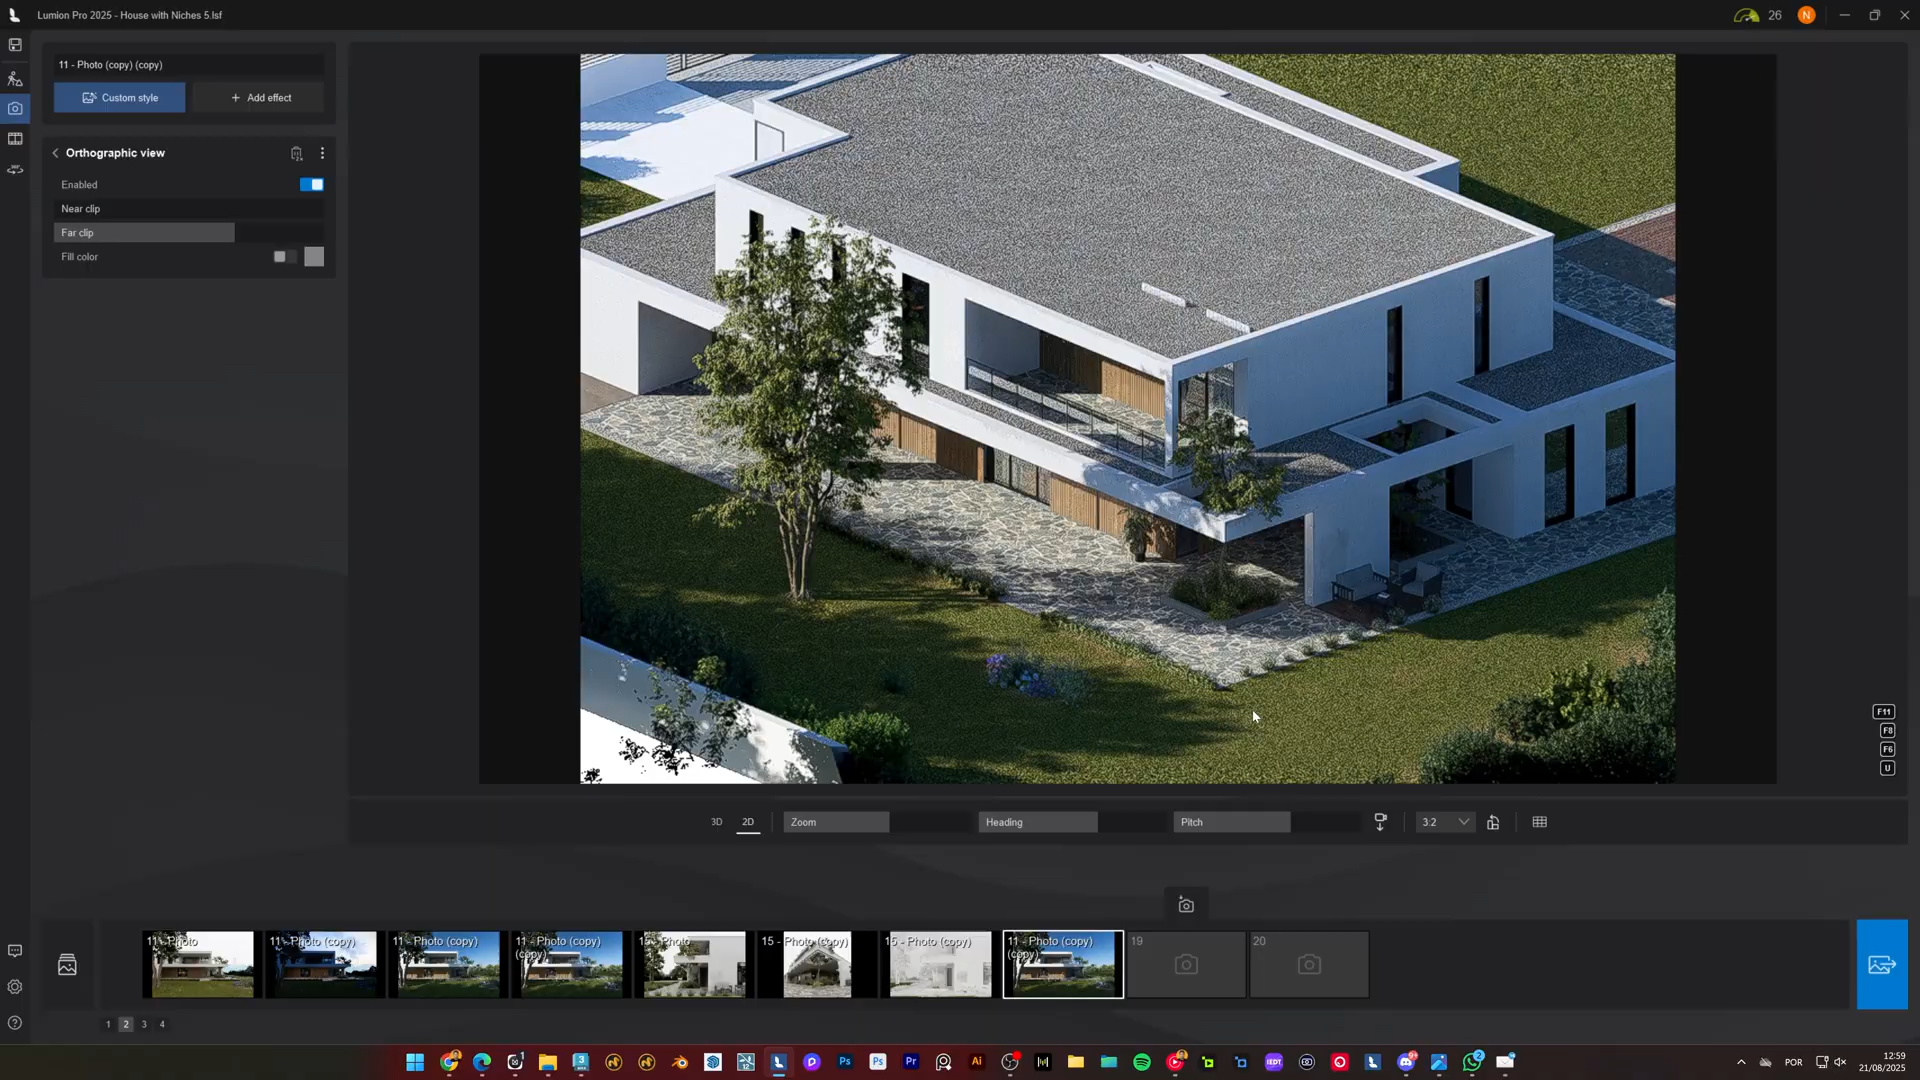 Lumion Pro 2025 - House with Niches 5.lsf
26
N
11 - Photo (copy) (copy)
Custom style
+ Add effect
Orthographic view
Enabled
Near clip
Far clip
Fill color
F11
F8
F6
U
3D
2D
Zoom
Heading
Pitch
3:2
11 - Photo
11 - Photo (copy)
11 - Photo (copy)
11 - Photo (copy)
(copy)
15 - Photo
15 - Photo (copy)
15 - Photo (copy)
11 - Photo (copy)
(copy)
19
20
1
2
3
4
POR
12:59
21/08/2025